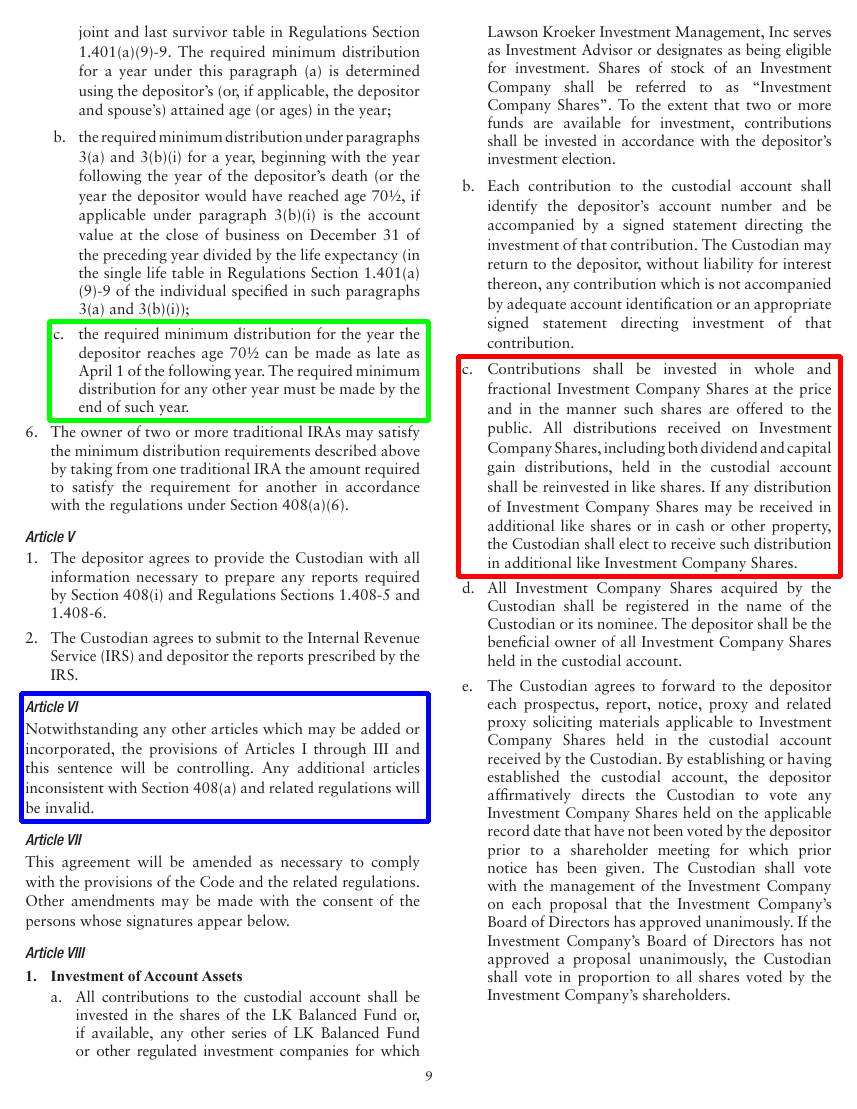 joint and last survivor table in Regulations Section
1.401(a)(9)-9. The required minimum distribution
for a year under this paragraph (a) is determined
using the depositor’s (or, if applicable, the depositor
and spouse’s) attained age (or ages) in the year;
b. the required minimum distribution under paragraphs
3(a) and 3(b)(i) for a year, beginning with the year
following the year of the depositor’s death (or the
year the depositor would have reached age 70½, if
applicable under paragraph 3(b)(i) is the account
value at the close of business on December 31 of
the preceding year divided by the life expectancy (in
the single life table in Regulations Section 1.401(a)
(9)-9 of the individual specified in such paragraphs
3(a) and 3(b)(i));
c. the required minimum distribution for the year the
depositor reaches age 70½ can be made as late as
April 1 of the following year. The required minimum
distribution for any other year must be made by the
end of such year.
6. The owner of two or more traditional IRAs may satisfy
the minimum distribution requirements described above
by taking from one traditional IRA the amount required
to satisfy the requirement for another in accordance
with the regulations under Section 408(a)(6).
Article V
1. The depositor agrees to provide the Custodian with all
information necessary to prepare any reports required
by Section 408(i) and Regulations Sections 1.408-5 and
1.408-6.
2. The Custodian agrees to submit to the Internal Revenue
Service (IRS) and depositor the reports prescribed by the
IRS.
Article VI
Notwithstanding any other articles which may be added or
incorporated, the provisions of Articles I through III and
this sentence will be controlling. Any additional articles
inconsistent with Section 408(a) and related regulations will
be invalid.
Article VII
This agreement will be amended as necessary to comply
with the provisions of the Code and the related regulations.
Other amendments may be made with the consent of the
persons whose signatures appear below.
Article VIII
1. Investment of Account Assets
a. All contributions to the custodial account shall be
invested in the shares of the LK Balanced Fund or,
if available, any other series of LK Balanced Fund
or other regulated investment companies for which
Lawson Kroeker Investment Management, Inc serves
as Investment Advisor or designates as being eligible
for investment. Shares of stock of an Investment
Company shall be referred to as “Investment
Company Shares”. To the extent that two or more
funds are available for investment, contributions
shall be invested in accordance with the depositor’s
investment election.
b. Each contribution to the custodial account shall
identify the depositor’s account number and be
accompanied by a signed statement directing the
investment of that contribution. The Custodian may
return to the depositor, without liability for interest
thereon, any contribution which is not accompanied
by adequate account identification or an appropriate
signed statement directing investment of that
contribution.
c. Contributions shall be invested in whole and
fractional Investment Company Shares at the price
and in the manner such shares are offered to the
public. All distributions received on Investment
Company Shares, including both dividend and capital
gain distributions, held in the custodial account
shall be reinvested in like shares. If any distribution
of Investment Company Shares may be received in
additional like shares or in cash or other property,
the Custodian shall elect to receive such distribution
in additional like Investment Company Shares.
d. All Investment Company Shares acquired by the
Custodian shall be registered in the name of the
Custodian or its nominee. The depositor shall be the
beneficial owner of all Investment Company Shares
held in the custodial account.
e. The Custodian agrees to forward to the depositor
each prospectus, report, notice, proxy and related
proxy soliciting materials applicable to Investment
Company Shares held in the custodial account
received by the Custodian. By establishing or having
established the custodial account, the depositor
affirmatively directs the Custodian to vote any
Investment Company Shares held on the applicable
record date that have not been voted by the depositor
prior to a shareholder meeting for which prior
notice has been given. The Custodian shall vote
with the management of the Investment Company
on each proposal that the Investment Company’s
Board of Directors has approved unanimously. If the
Investment Company’s Board of Directors has not
approved a proposal unanimously, the Custodian
shall vote in proportion to all shares voted by the
Investment Company’s shareholders.
9